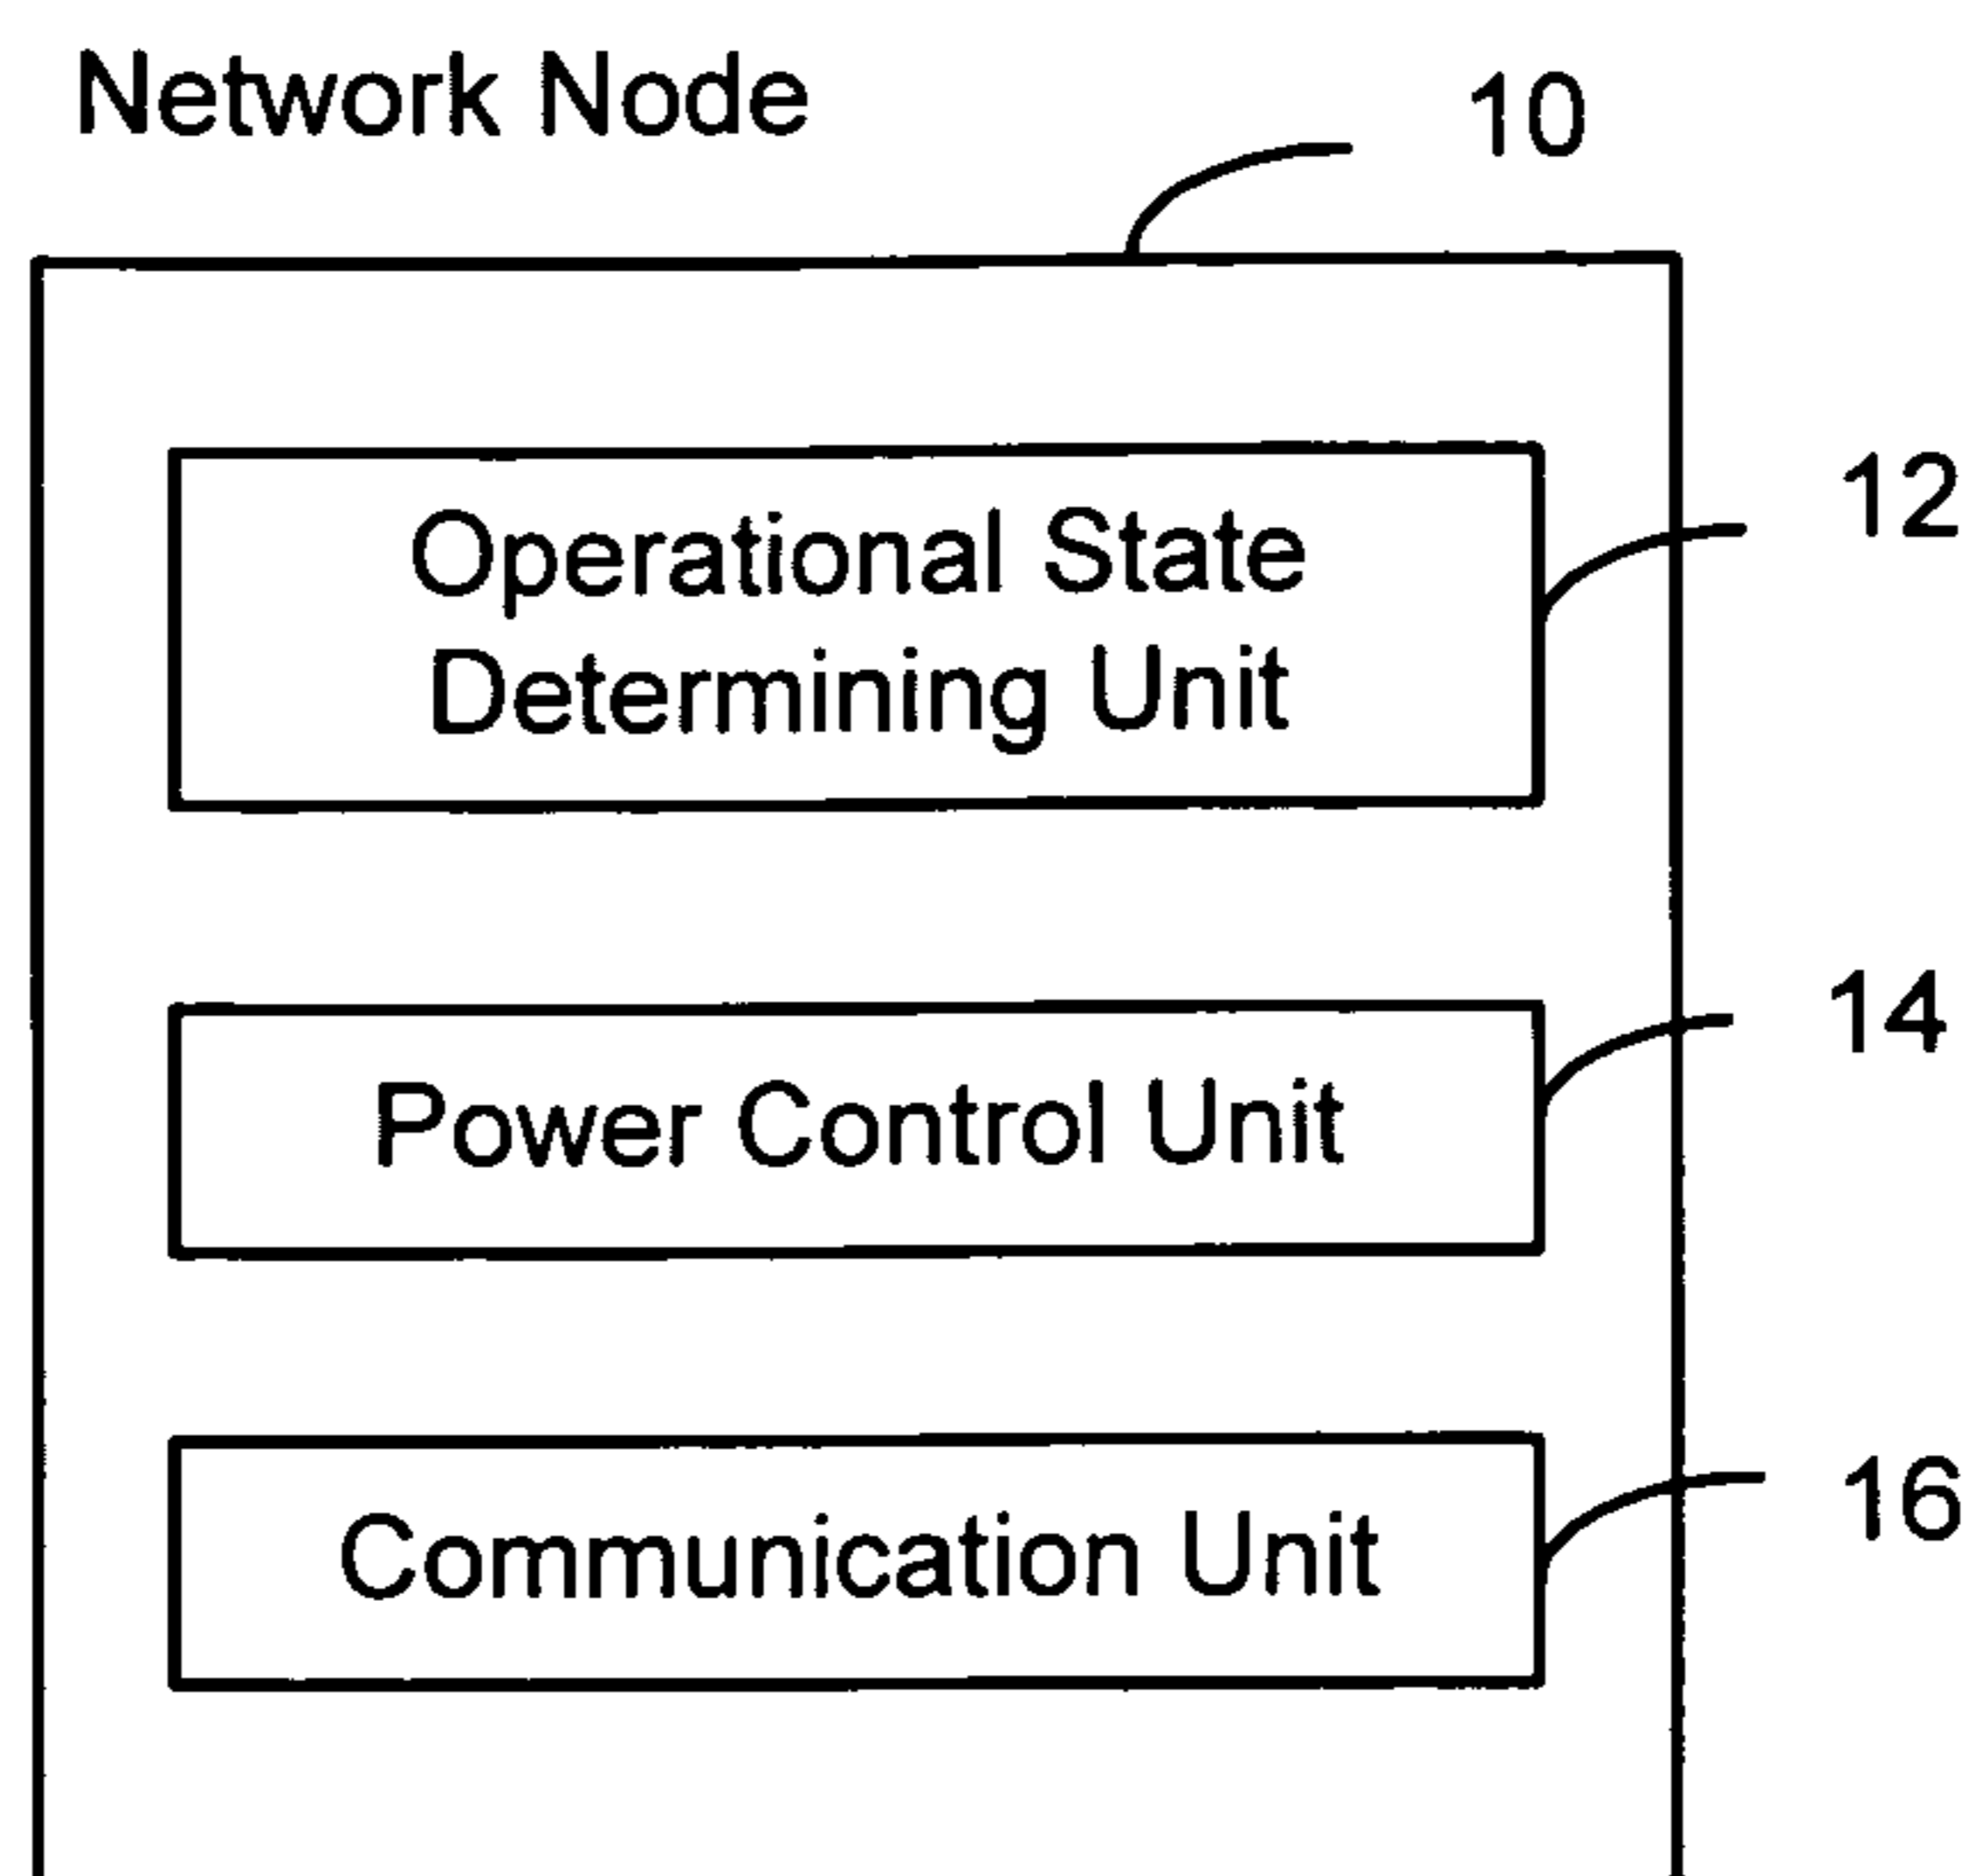 Network Node
10
Operational State
Determining Unit
12
Power Control Unit
14
Communication Unit
16